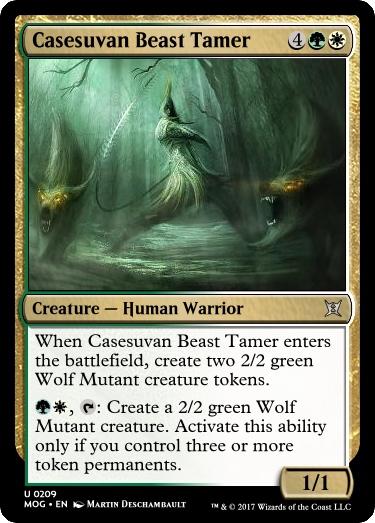 Casesuvan Beast Tamer 4
Creature — Human Warrior
When Casesuvan Beast Tamer enters
the battlefield, create two 2/2 green
Wolf Mutant creature tokens.
, : Create a 2/2 green Wolf
Mutant creature. Activate this ability
only if you control three or more
token permanents.
1/1
U 0209
MOG • EN Martin Deschambault
™ & © 2017 Wizards of the Coast LLC